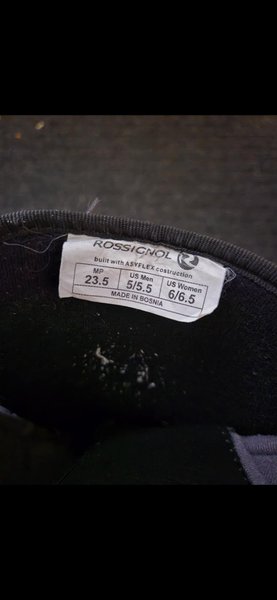 ROSSIGNOL
built with ASYFLEX costruction
MP US Men US Women
23.5 5/5.5 6/6.5
MADE IN BOSNIA